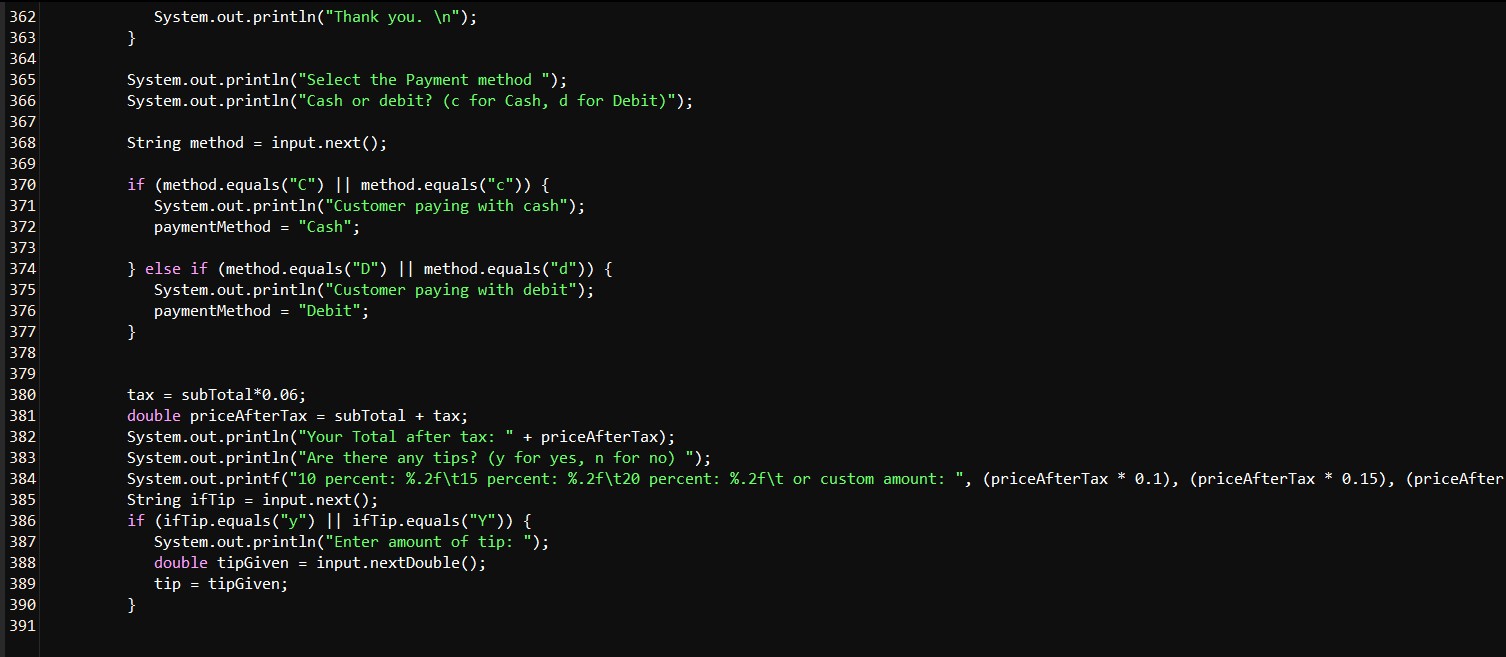 362 System.out.println("Thank you. \n");
363 }
364
365 System.out.println("Select the Payment method ");
366 System.out.println("Cash or debit? (c for Cash, d for Debit)");
367
368 String method = input.next();
369
370 if (method.equals("C") || method.equals("c")) {
371 System.out.println("Customer paying with cash");
372 paymentMethod = "Cash";
373
374 } else if (method.equals("D") || method.equals("d")) {
375 System.out.println("Customer paying with debit");
376 paymentMethod = "Debit";
377 }
378
379
380 tax = subTotal*0.06;
381 double priceAfterTax = subTotal + tax;
382 System.out.println("Your Total after tax: " + priceAfterTax);
383 System.out.println("Are there any tips? (y for yes, n for no) ");
384 System.out.printf("10 percent: %.2f\t15 percent: %.2f\t20 percent: %.2f\t or custom amount: ", (priceAfterTax * 0.1), (priceAfterTax * 0.15), (priceAfter
385 String ifTip = input.next();
386 if (ifTip.equals("y") || ifTip.equals("Y")) {
387 System.out.println("Enter amount of tip: ");
388 double tipGiven = input.nextDouble();
389 tip = tipGiven;
390 }
391